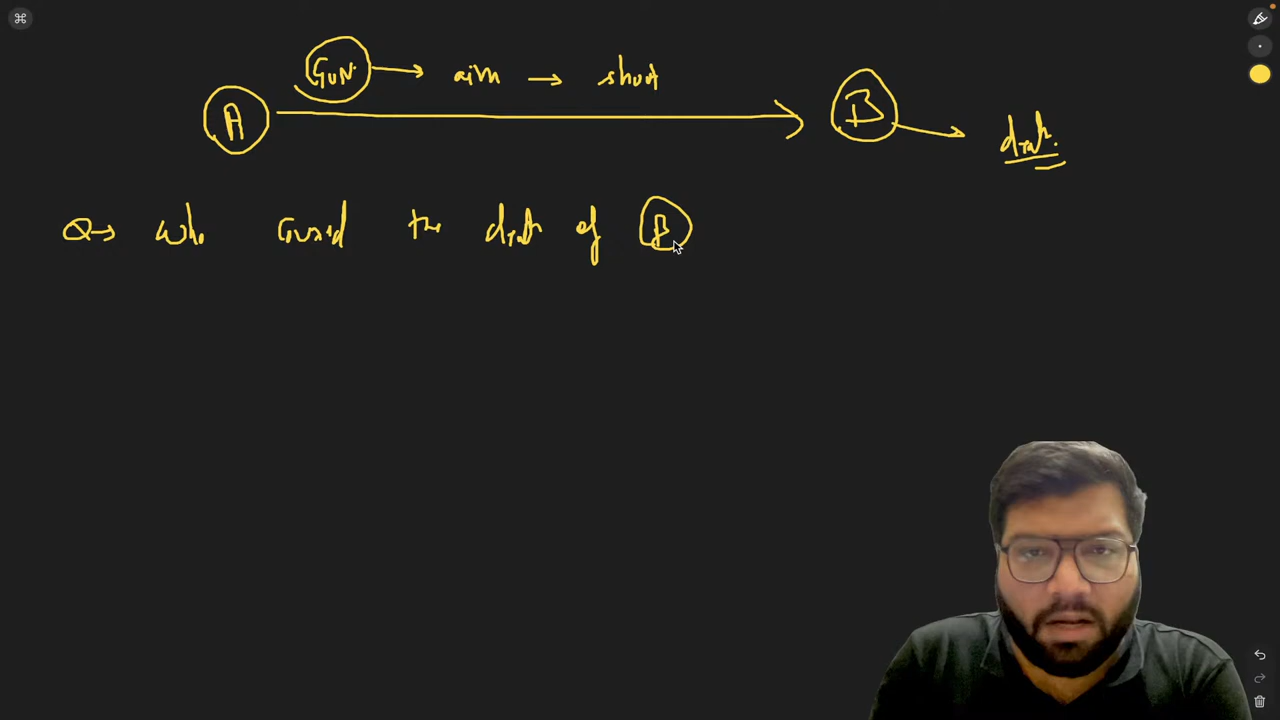 GUN → aim → shoot
A → B → death.
Q→ who caused the death of B